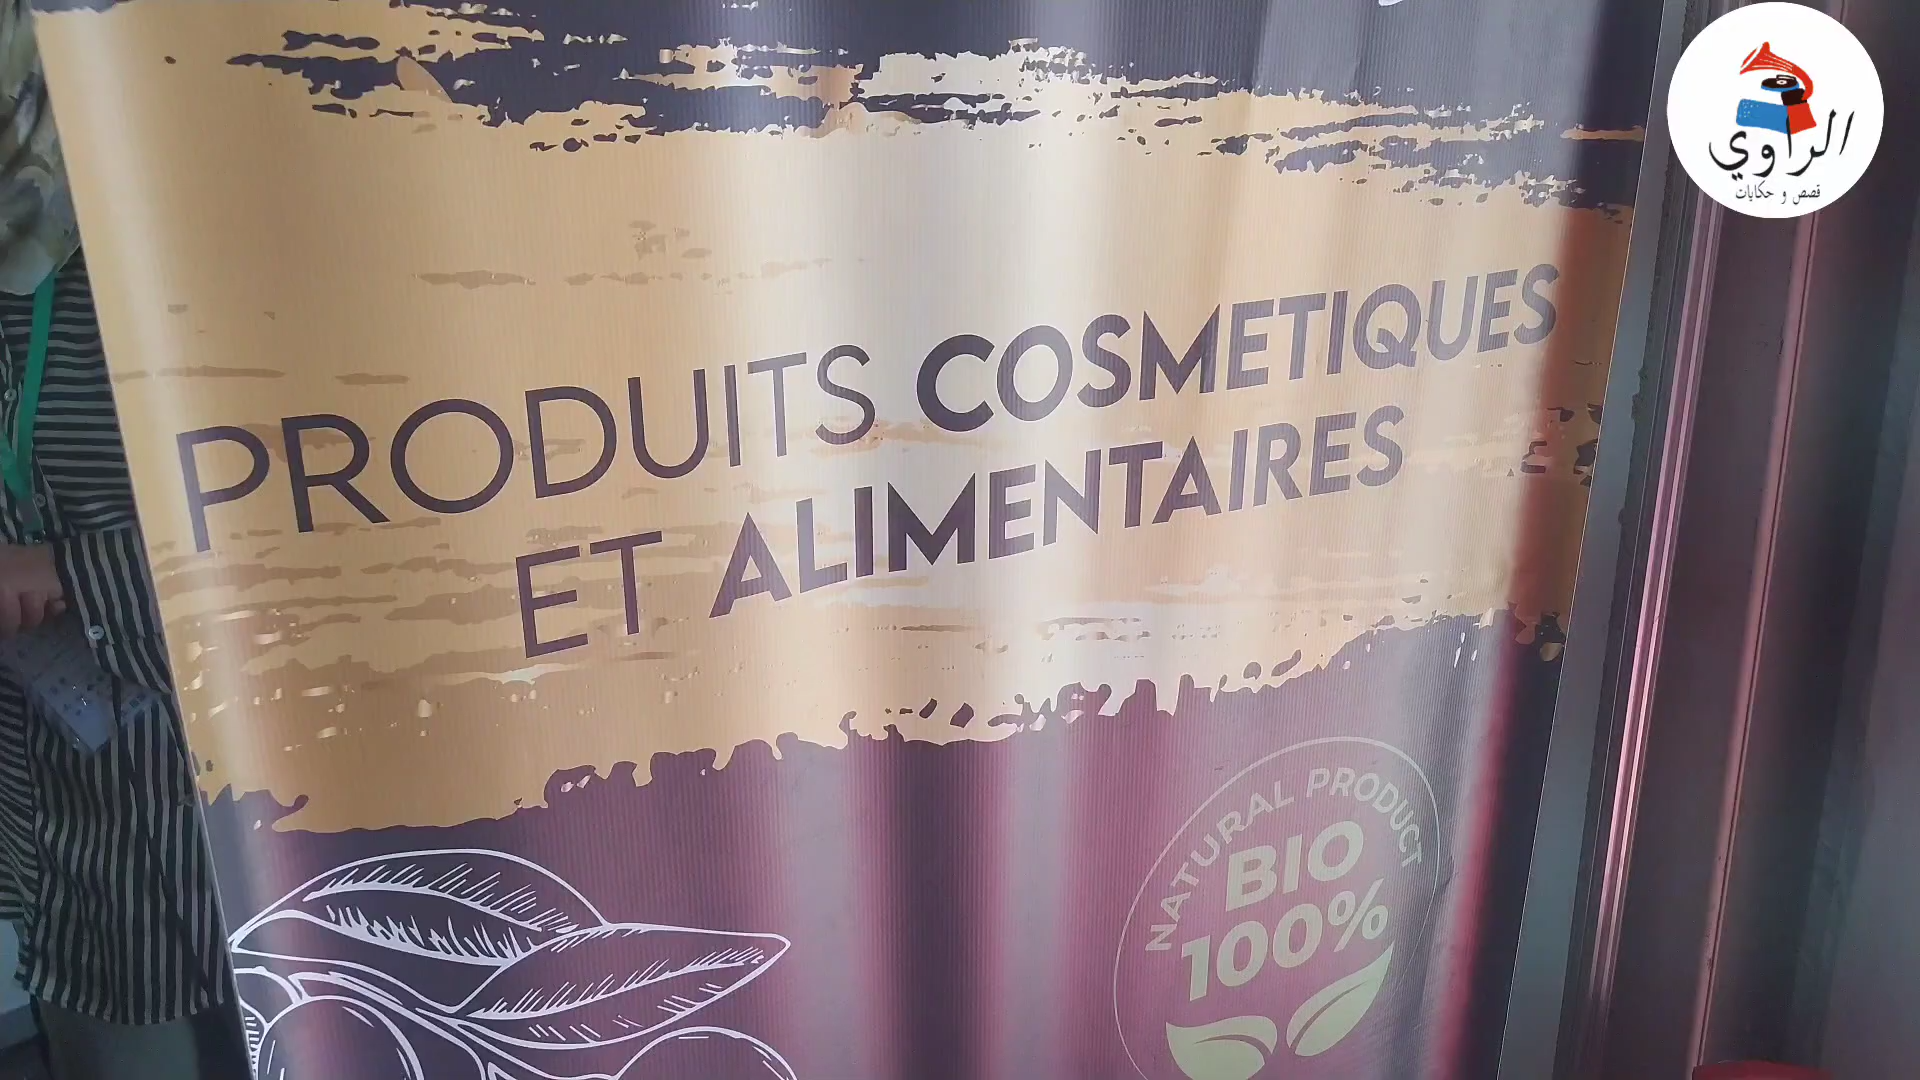 الراوي
قصص و حكايات
PRODUITS COSMETIQUES
ET ALIMENTAIRES
NATURAL PRODUCT
BIO
100%